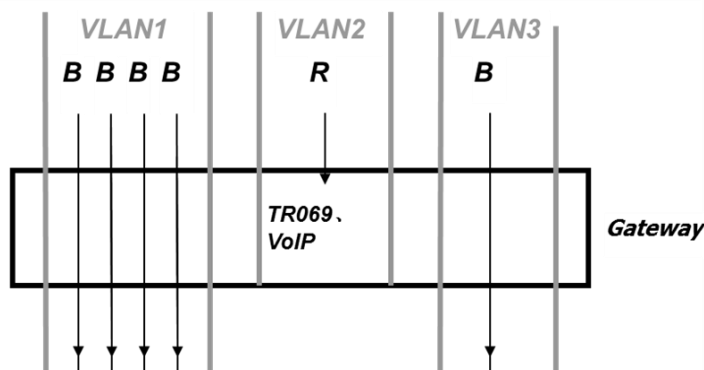 VLAN1 VLAN2 VLAN3
B B B B R B
TR069、
VoIP
Gateway